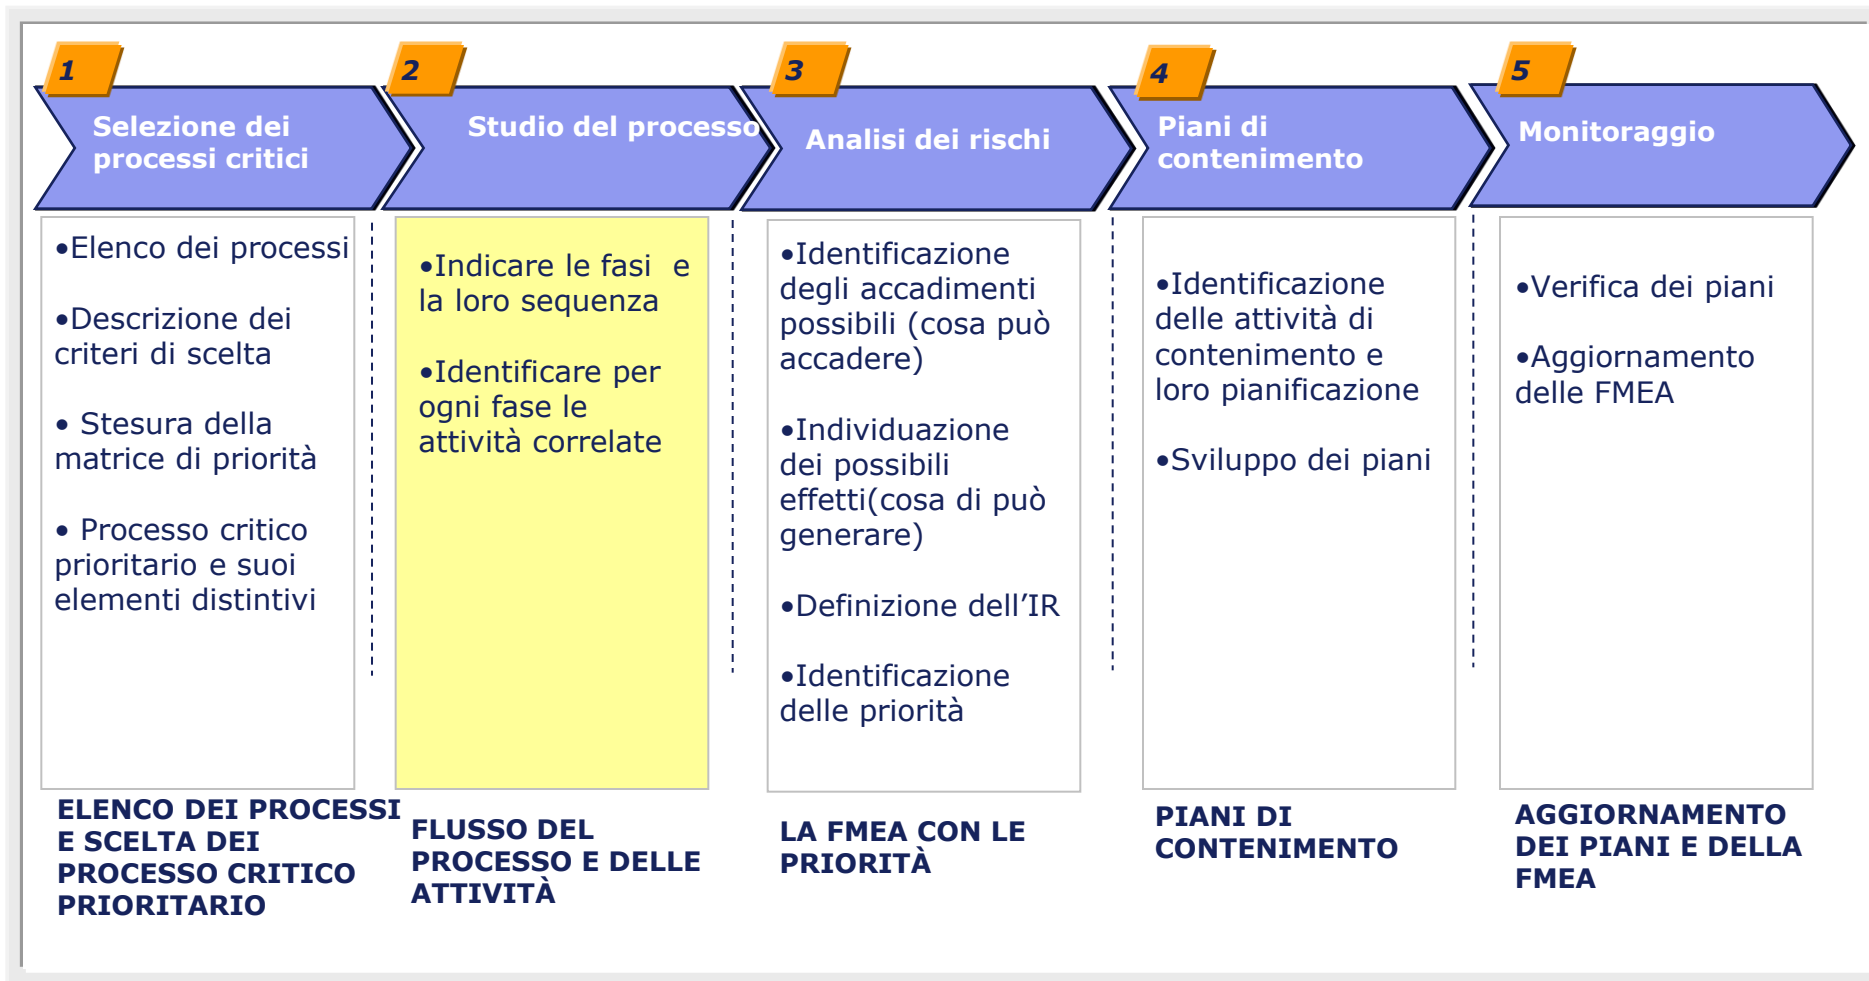 1
Selezione dei
processi critici
•Elenco dei processi
•Descrizione dei
criteri di scelta
• Stesura della
matrice di priorità
• Processo critico
prioritario e suoi
elementi distintivi
ELENCO DEI PROCESSI
E SCELTA DEI
PROCESSO CRITICO
PRIORITARIO
2
Studio del processo
•Indicare le fasi e
la loro sequenza
•Identificare per
ogni fase le
attività correlate
FLUSSO DEL
PROCESSO E DELLE
ATTIVITÀ
3
Analisi dei rischi
•Identificazione
degli accadimenti
possibili (cosa può
accadere)
•Individuazione
dei possibili
effetti(cosa di può
generare)
•Definizione dell’IR
•Identificazione
delle priorità
LA FMEA CON LE
PRIORITÀ
4
Piani di
contenimento
•Identificazione
delle attività di
contenimento e
loro pianificazione
•Sviluppo dei piani
PIANI DI
CONTENIMENTO
5
Monitoraggio
•Verifica dei piani
•Aggiornamento
delle FMEA
AGGIORNAMENTO
DEI PIANI E DELLA
FMEA